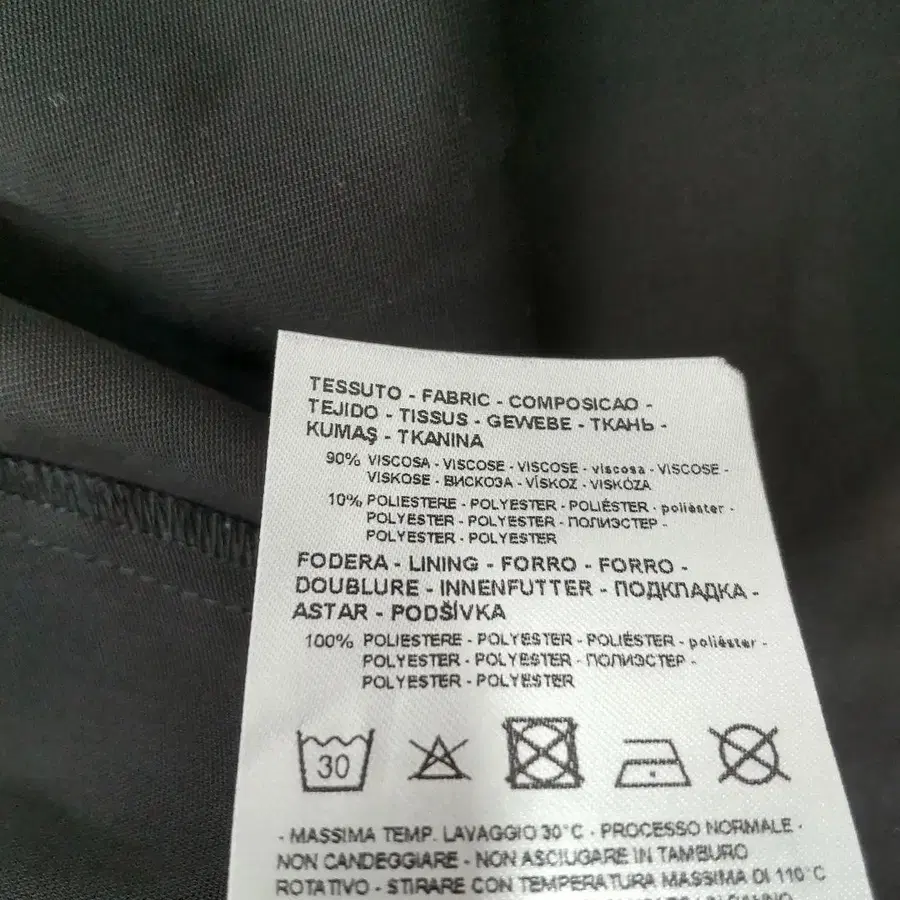 TESSUTO - FABRIC - COMPOSICAO -
TEJIDO - TISSUS - GEWEBE - ТКАНЬ -
KUMAŞ - TKANINA
90% VISCOSA - VISCOSE - VISCOSE - viscosa - VISCOSE -
VISKOSE - ВИСКОЗА - VİSKOZ - VISKÓZA
10% POLIESTERE - POLYESTER - POLIÉSTER - poliéster -
POLYESTER - POLYESTER - ПОЛИЭСТЕР -
POLYESTER - POLYESTER
FODERA - LINING - FORRO - FORRO -
DOUBLURE - INNENFUTTER - ПОДКЛАДКА -
ASTAR - PODŠÍVKA
100% POLIESTERE - POLYESTER - POLIÉSTER - poliéster -
POLYESTER - POLYESTER - ПОЛИЭСТЕР -
POLYESTER - POLYESTER
30
- MASSIMA TEMP. LAVAGGIO 30°C - PROCESSO NORMALE -
NON CANDEGGIARE - NON ASCIUGARE IN TAMBURO
ROTATIVO - STIRARE CON TEMPERATURA MASSIMA DI 110°C